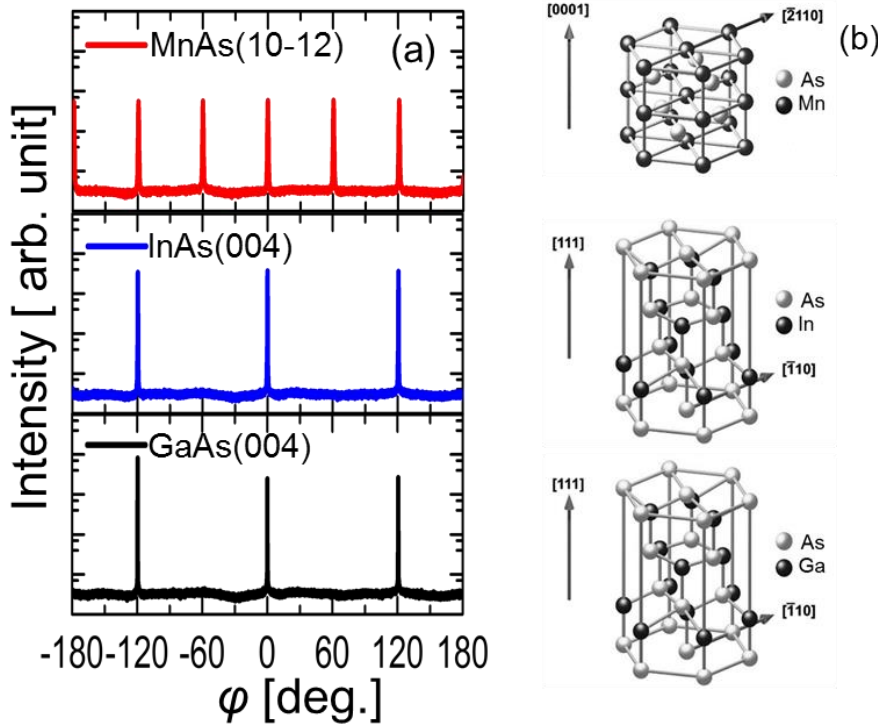 MnAs(10-12)
(a)
InAs(004)
GaAs(004)
Intensity [ arb. unit]
-180 -120 -60 0 60 120 180
φ [deg.]
[0001]
[2̅110]
(b)
As
Mn
[111]
As
In
[1̅10]
[111]
As
Ga
[1̅10]